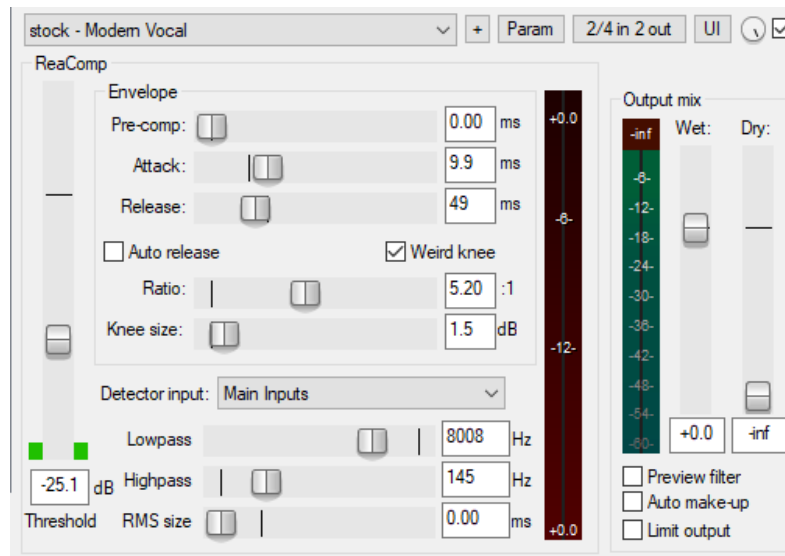 stock - Modern Vocal + Param 2/4 in 2 out UI
ReaComp
Envelope
Pre-comp: 0.00 ms
Attack: 9.9 ms
Release: 49 ms
Auto release Weird knee
Ratio: 5.20 :1
Knee size: 1.5 dB
Detector input: Main Inputs
Lowpass 8008 Hz
Highpass 145 Hz
RMS size 0.00 ms
-25.1 dB
Threshold
+0.0
-6-
-12-
+0.0
Output mix
Wet: Dry:
-inf
-6-
-12-
-18-
-24-
-30-
-36-
-42-
-48-
-54-
-60-
+0.0 -inf
Preview filter
Auto make-up
Limit output